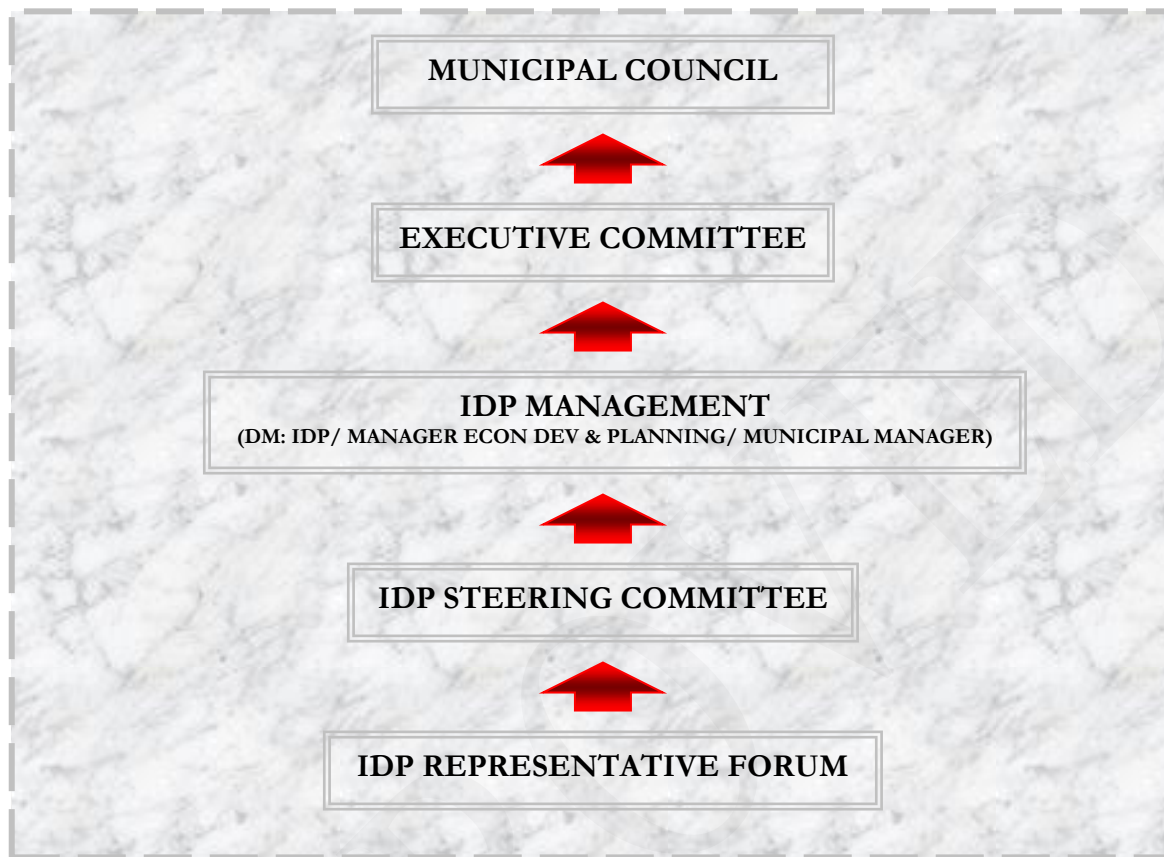 MUNICIPAL COUNCIL
EXECUTIVE COMMITTEE
IDP MANAGEMENT
(DM: IDP/ MANAGER ECON DEV & PLANNING/ MUNICIPAL MANAGER)
IDP STEERING COMMITTEE
IDP REPRESENTATIVE FORUM